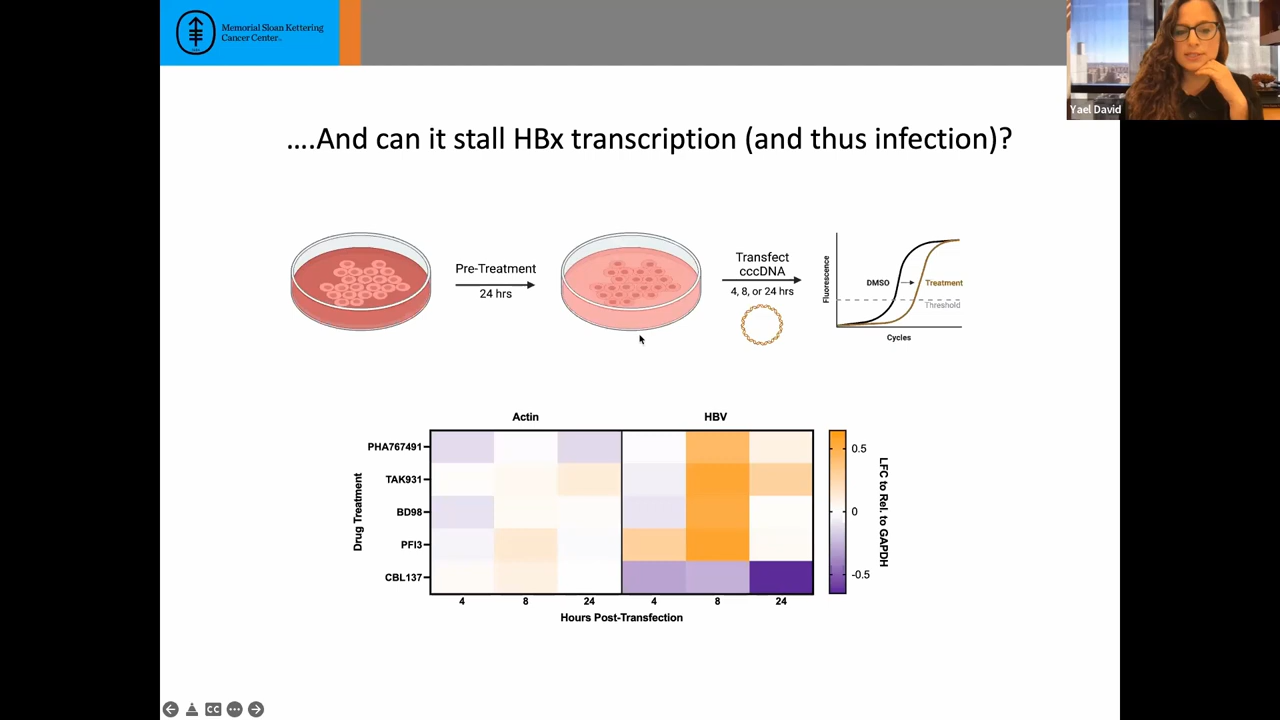 Memorial Sloan Kettering
Cancer Center
Yael David
....And can it stall HBx transcription (and thus infection)?
Pre-Treatment
24 hrs
Transfect
cccDNA
4, 8, or 24 hrs
Fluorescence
DMSO
Treatment
Threshold
Cycles
Actin
HBV
Drug Treatment
PHA767491
TAK931
BD98
PFI3
CBL137
4
8
24
4
8
24
Hours Post-Transfection
0.5
0
-0.5
LFC to Rel. to GAPDH
CC